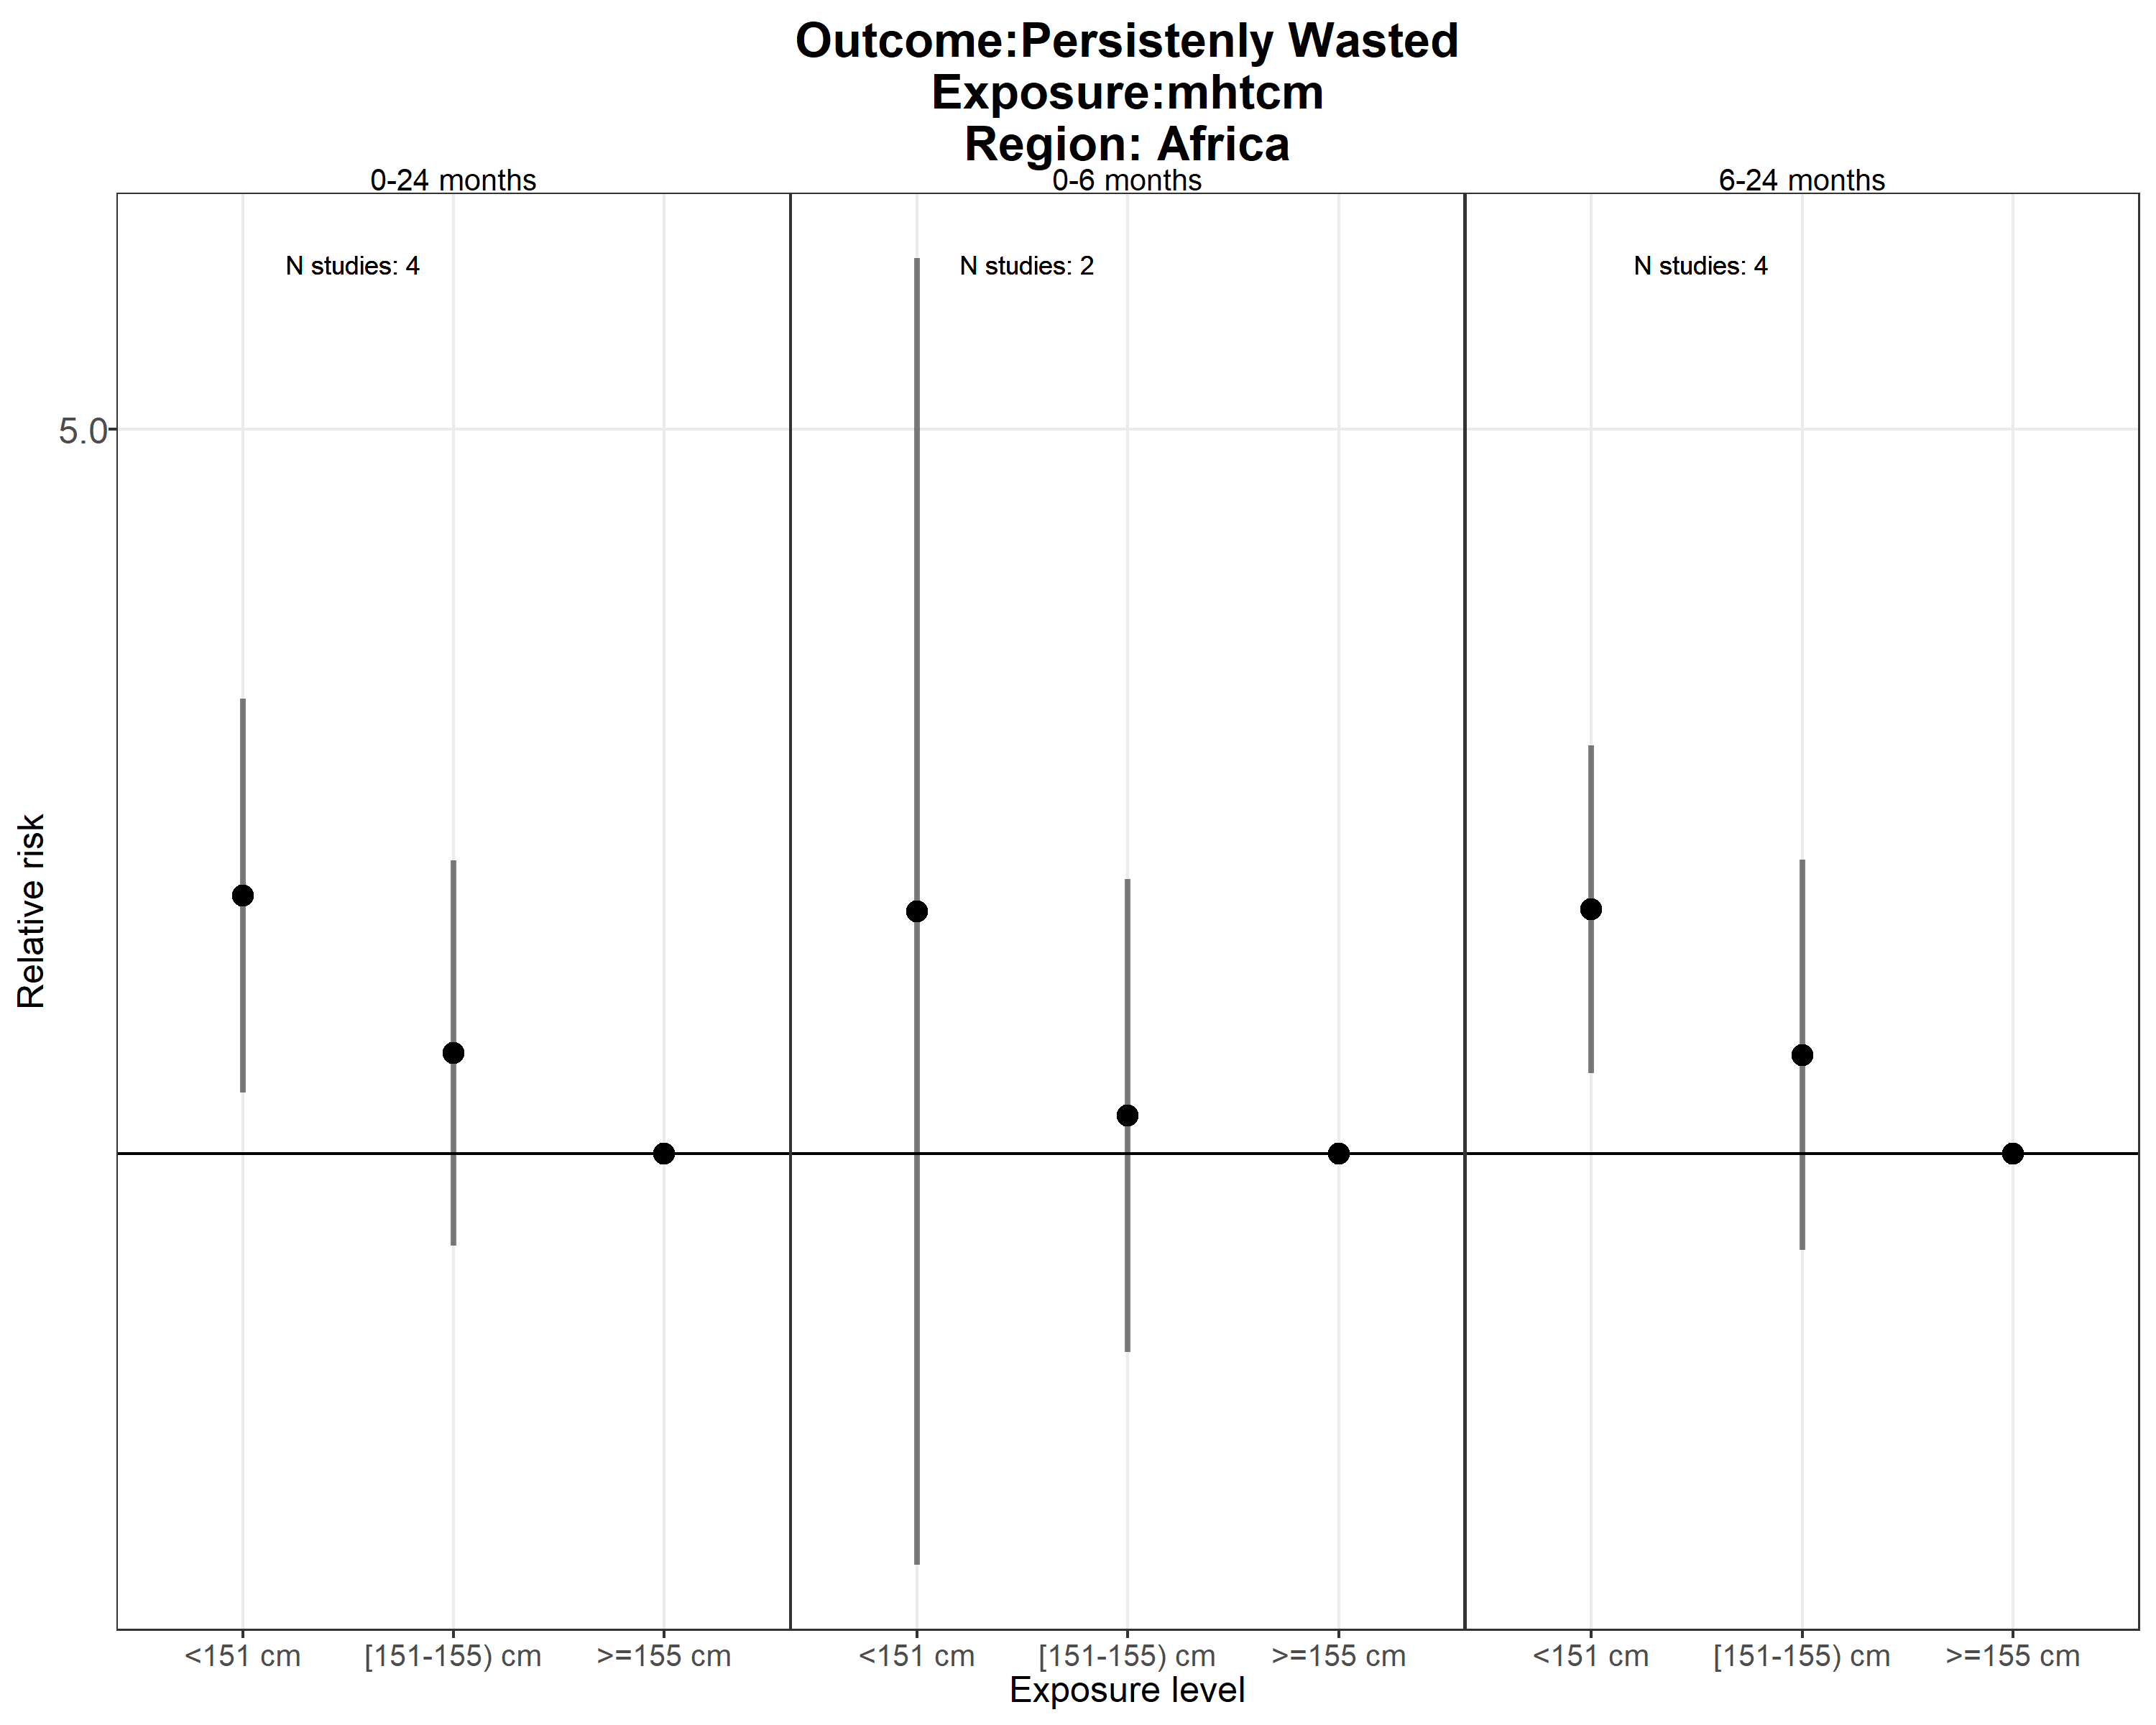 Outcome:Persistenly Wasted
Exposure:mhtcm
Region: Africa
0-24 months
0-6 months
6-24 months
N studies: 4
N studies: 2
N studies: 4
5.0
Relative risk
<151 cm
[151-155) cm
>=155 cm
<151 cm
[151-155) cm
>=155 cm
<151 cm
[151-155) cm
>=155 cm
Exposure level